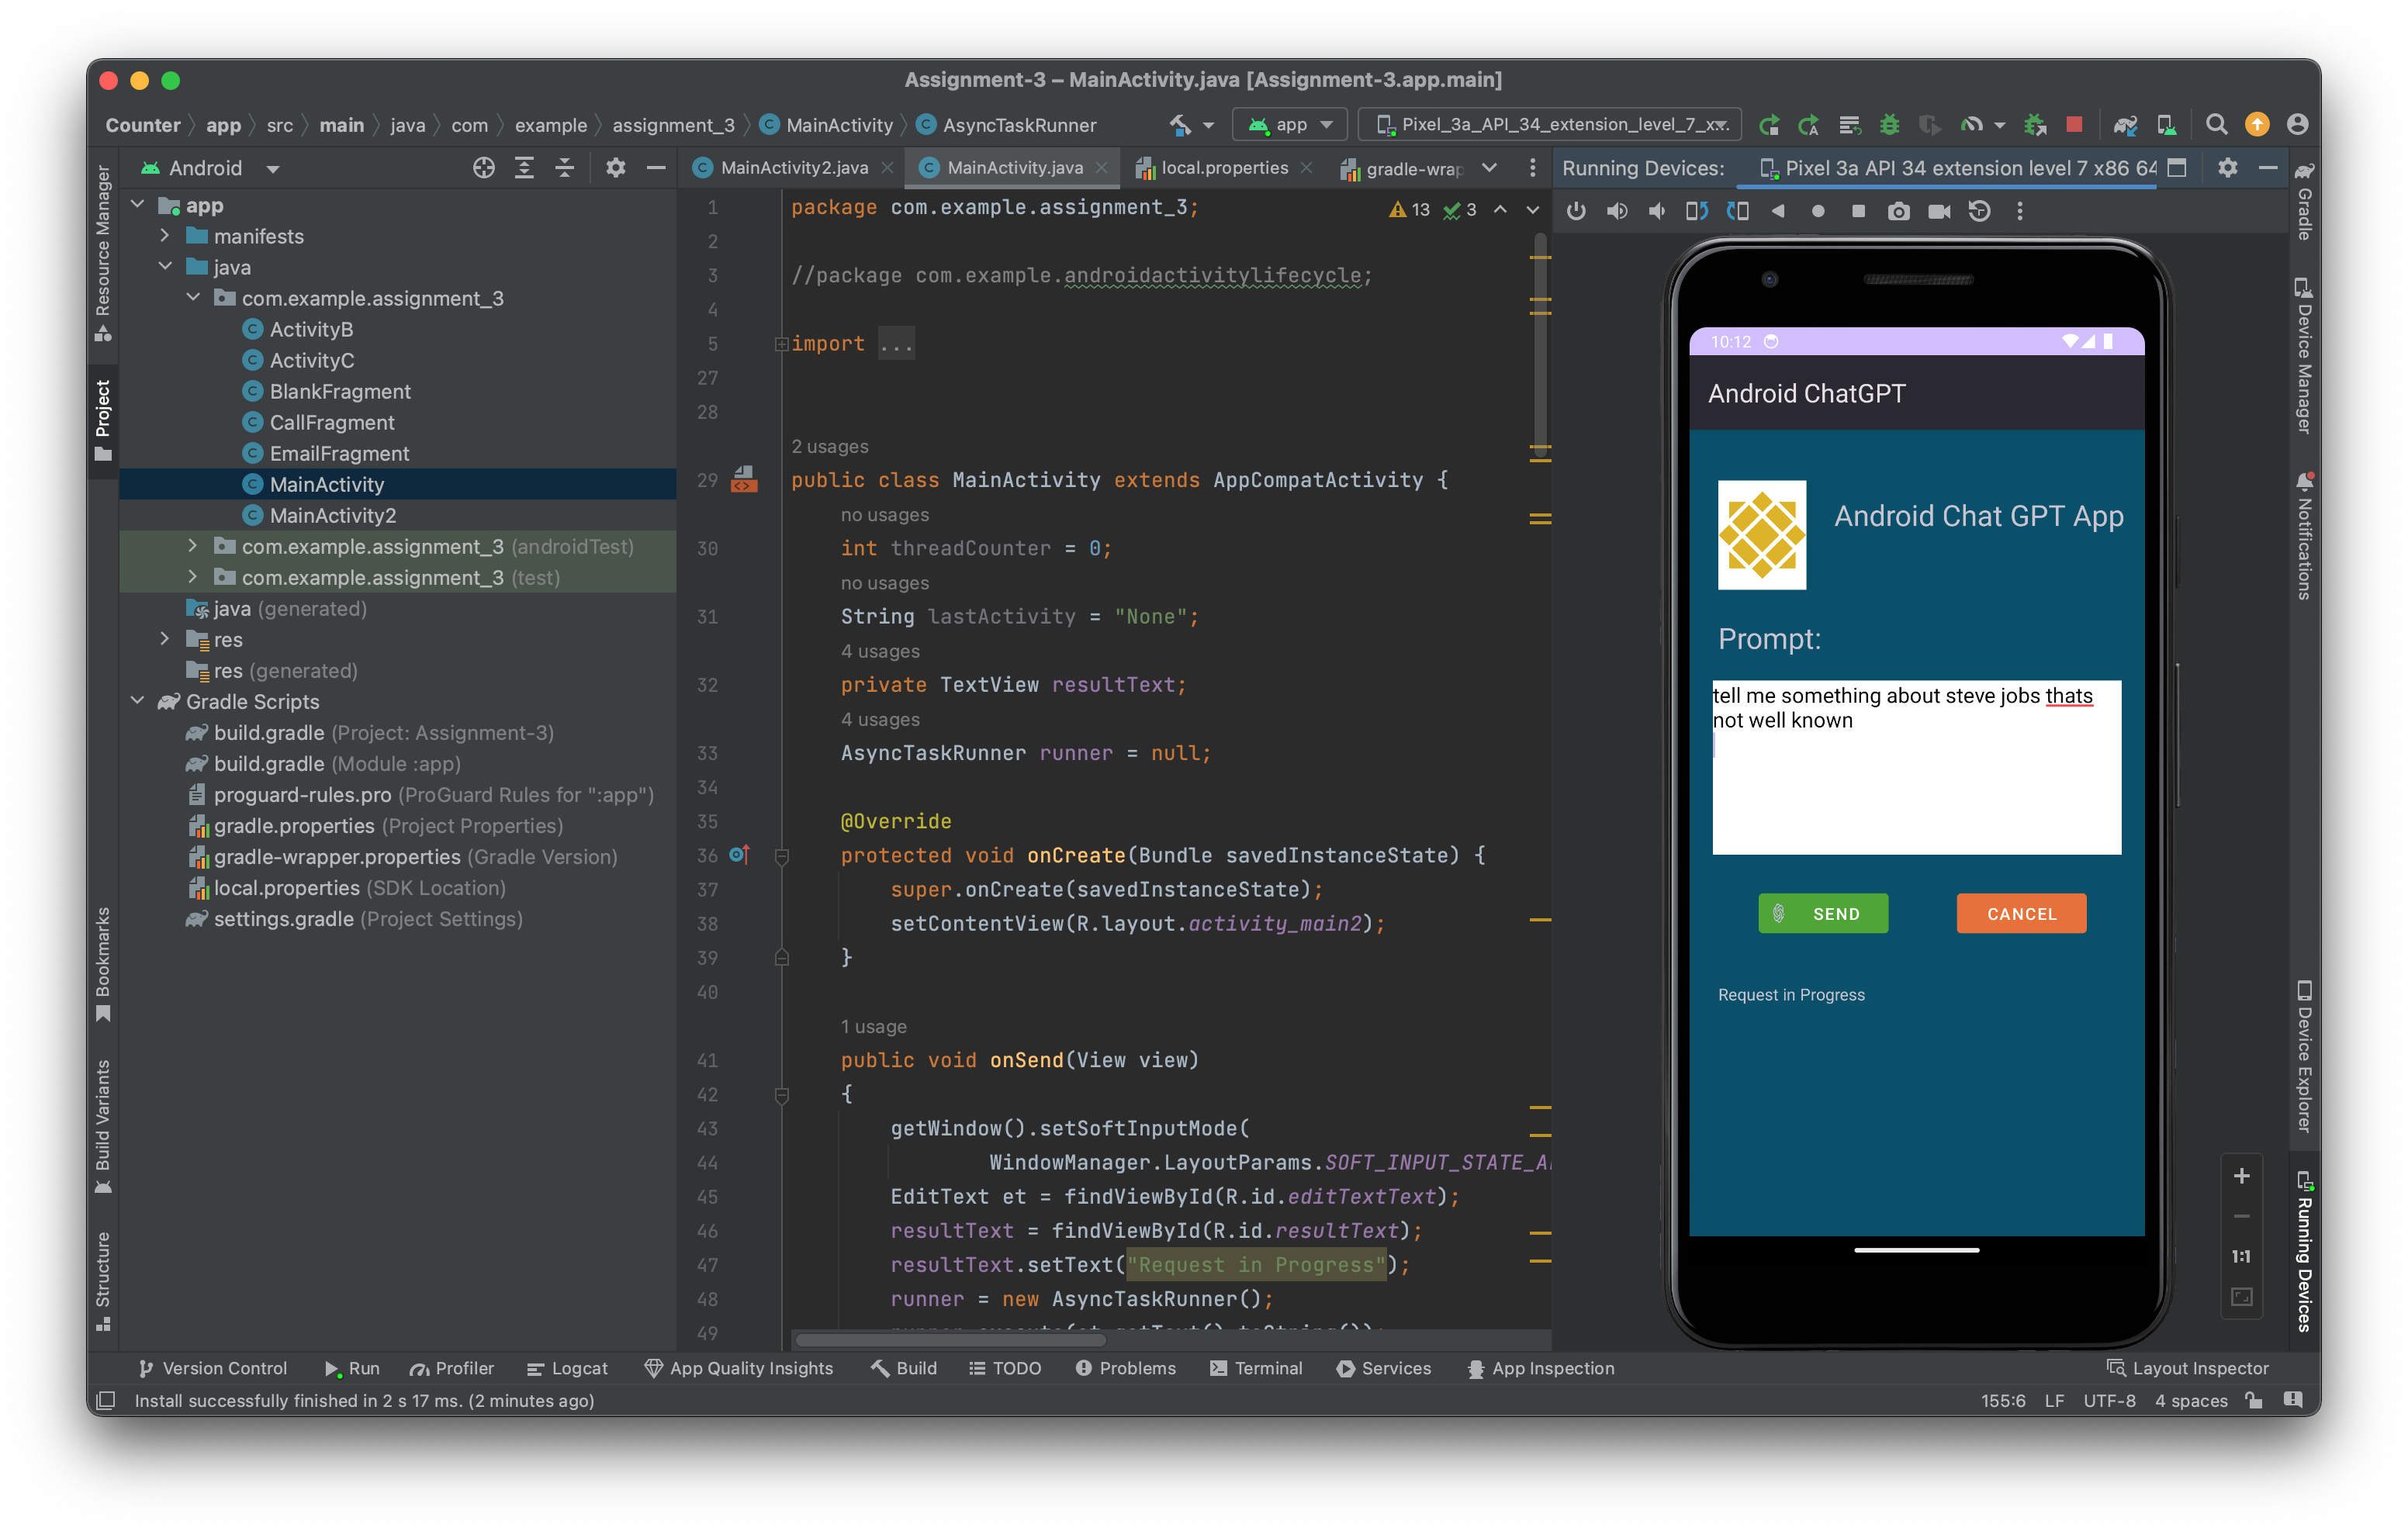 Assignment-3 – MainActivity.java [Assignment-3.app.main]
Counter app src main java com example assignment_3 MainActivity AsyncTaskRunner
app
Pixel_3a_API_34_extension_level_7_x...
Android
MainActivity2.java
MainActivity.java
local.properties
gradle-wrap
Running Devices:
Pixel 3a API 34 extension level 7 x86 64
Resource Manager
Project
Bookmarks
Build Variants
Structure
app
manifests
java
com.example.assignment_3
ActivityB
ActivityC
BlankFragment
CallFragment
EmailFragment
MainActivity
MainActivity2
com.example.assignment_3 (androidTest)
com.example.assignment_3 (test)
java (generated)
res
res (generated)
Gradle Scripts
build.gradle (Project: Assignment-3)
build.gradle (Module :app)
proguard-rules.pro (ProGuard Rules for ":app")
gradle.properties (Project Properties)
gradle-wrapper.properties (Gradle Version)
local.properties (SDK Location)
settings.gradle (Project Settings)
13 3
1 package com.example.assignment_3;
2
3 //package com.example.androidactivitylifecycle;
4
5 import ...
27
28
2 usages
29 public class MainActivity extends AppCompatActivity {
no usages
30 int threadCounter = 0;
no usages
31 String lastActivity = "None";
4 usages
32 private TextView resultText;
4 usages
33 AsyncTaskRunner runner = null;
34
35 @Override
36 protected void onCreate(Bundle savedInstanceState) {
37 super.onCreate(savedInstanceState);
38 setContentView(R.layout.activity_main2);
39 }
40
1 usage
41 public void onSend(View view)
42 {
43 getWindow().setSoftInputMode(
44 WindowManager.LayoutParams.SOFT_INPUT_STATE_A
45 EditText et = findViewById(R.id.editTextText);
46 resultText = findViewById(R.id.resultText);
47 resultText.setText("Request in Progress");
48 runner = new AsyncTaskRunner();
49 runner.execute(et.getText().toString());
10:12
Android ChatGPT
Android Chat GPT App
Prompt:
tell me something about steve jobs thats
not well known
SEND
CANCEL
Request in Progress
1:1
Gradle
Device Manager
Notifications
Device Explorer
Running Devices
Version Control Run Profiler Logcat App Quality Insights Build TODO Problems Terminal Services App Inspection Layout Inspector
Install successfully finished in 2 s 17 ms. (2 minutes ago)
155:6 LF UTF-8 4 spaces